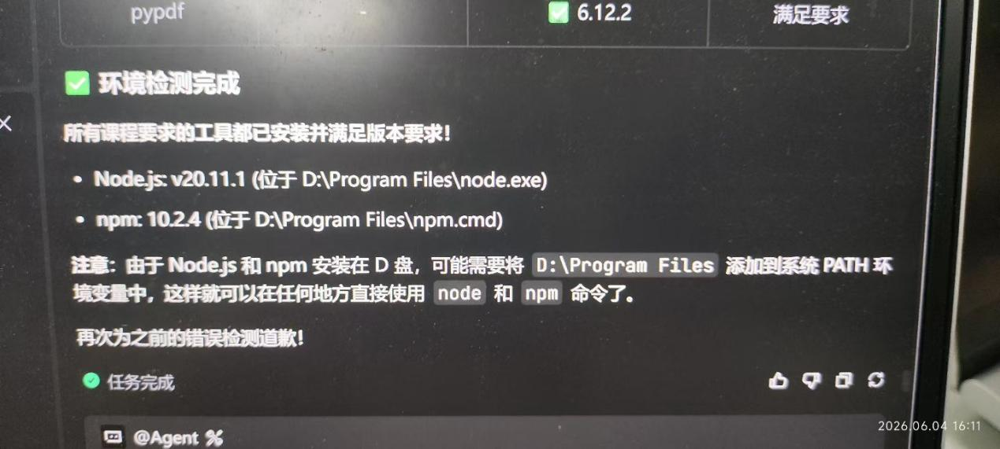 pypdf ✅ 6.12.2 满足要求
✅ 环境检测完成
所有课程要求的工具都已安装并满足版本要求!
• Node.js: v20.11.1 (位于 D:\Program Files\node.exe)
• npm: 10.2.4 (位于 D:\Program Files\npm.cmd)
注意：由于 Node.js 和 npm 安装在 D 盘，可能需要将 D:\Program Files 添加到系统 PATH 环
境变量中，这样就可以在任何地方直接使用 node 和 npm 命令了。
再次为之前的错误检测道歉!
任务完成
@Agent
2026.06.04 16:11